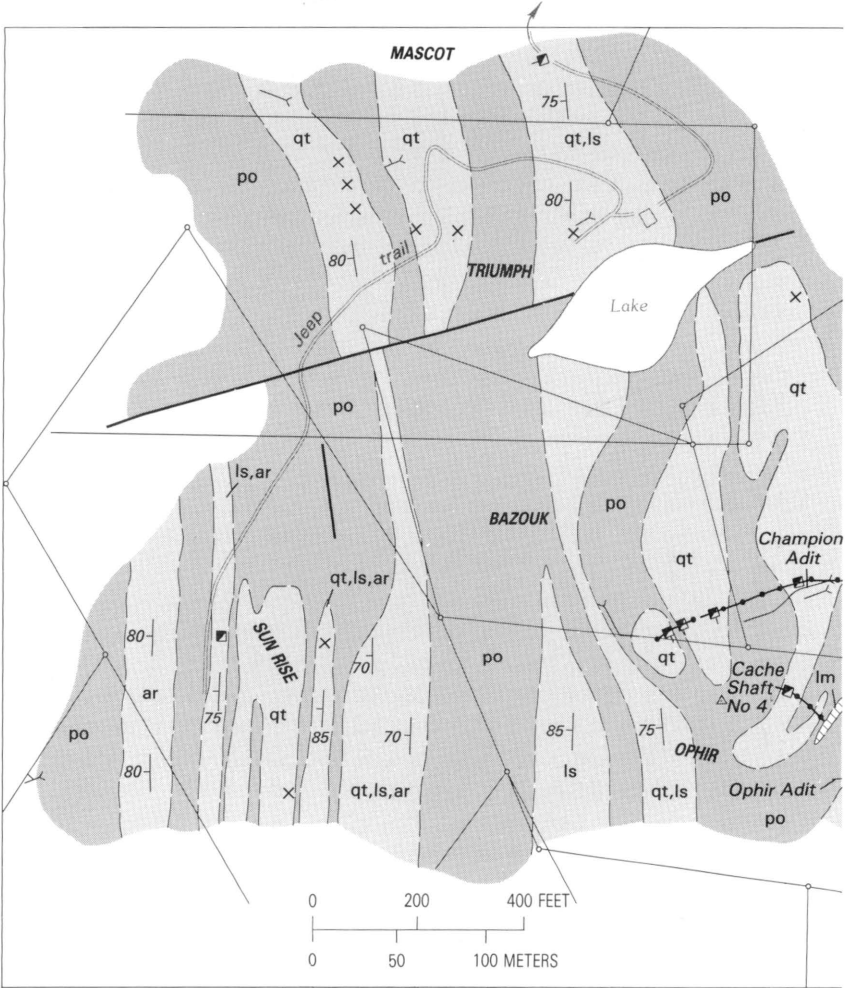 MASCOT
75
qt
qt
qt,ls
po
80
po
80
trail
TRIUMPH
Lake
Jeep
qt
po
ls,ar
BAZOUK
po
Champion
Adit
qt,ls,ar
qt
80
SUN RISE
70
po
qt
Cache
Shaft
No 4
lm
ar
75
qt
85
70
85
75
po
OPHIR
80
qt,ls,ar
ls
qt,ls
Ophir Adit
po
0 200 400 FEET
0 50 100 METERS